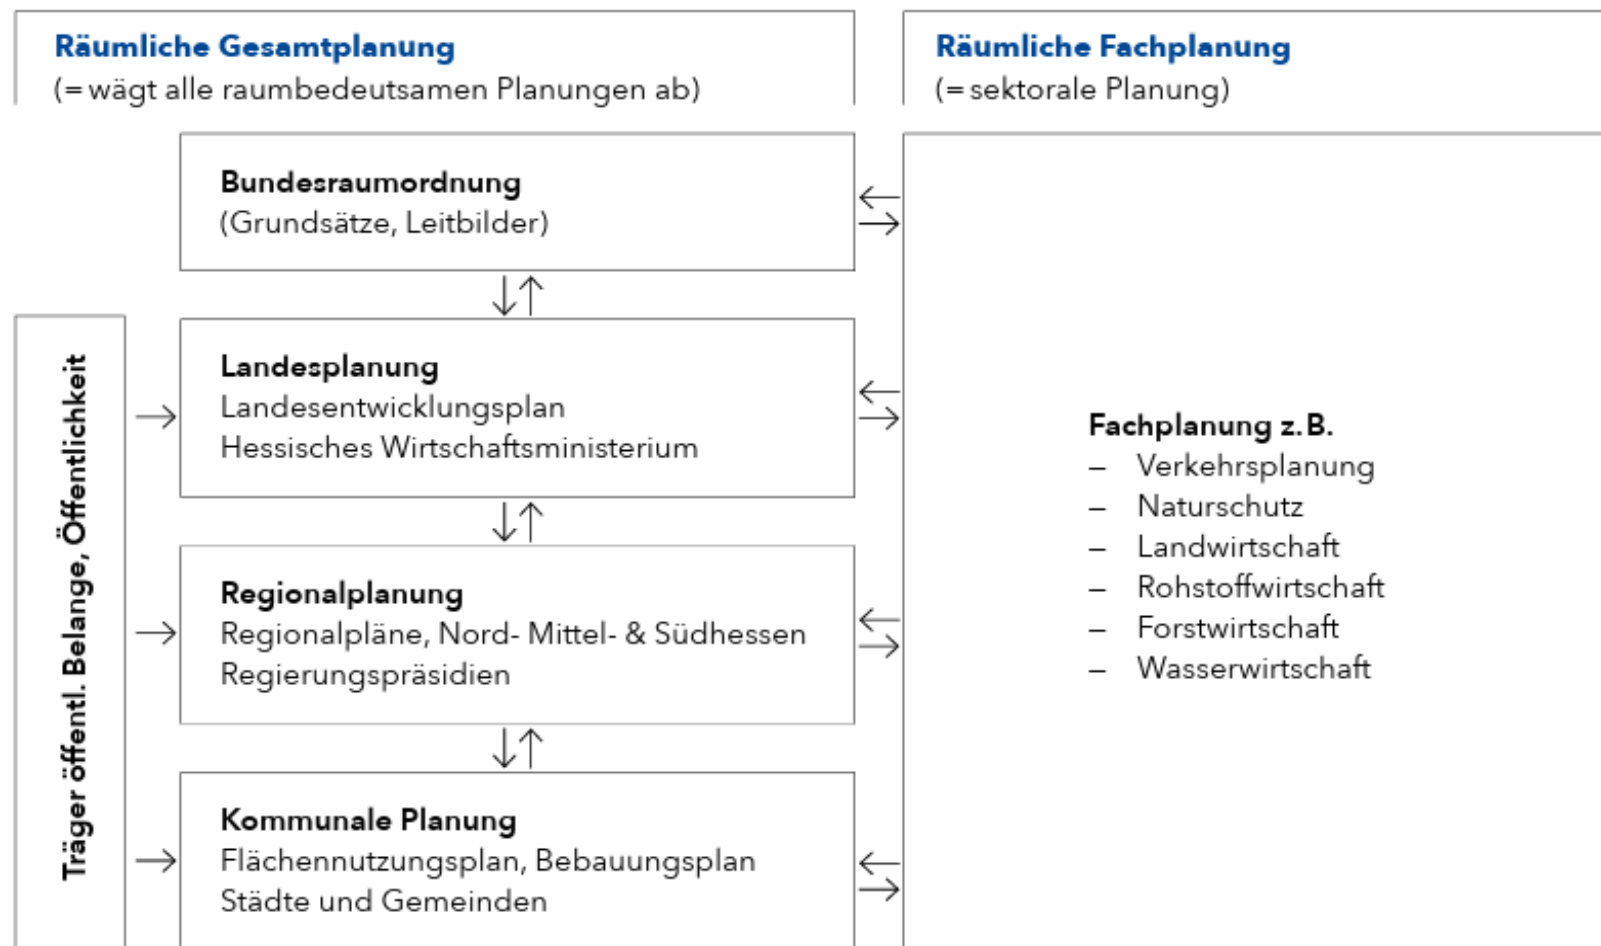 Räumliche Gesamtplanung
(= wägt alle raumbedeutsamen Planungen ab)
Räumliche Fachplanung
(= sektorale Planung)
Bundesraumordnung
(Grundsätze, Leitbilder)
Träger öffentl. Belange, Öffentlichkeit
Landesplanung
Landesentwicklungsplan
Hessisches Wirtschaftsministerium
Regionalplanung
Regionalpläne, Nord- Mittel- & Südhessen
Regierungspräsidien
Kommunale Planung
Flächennutzungsplan, Bebauungsplan
Städte und Gemeinden
Fachplanung z. B.
– Verkehrsplanung
– Naturschutz
– Landwirtschaft
– Rohstoffwirtschaft
– Forstwirtschaft
– Wasserwirtschaft